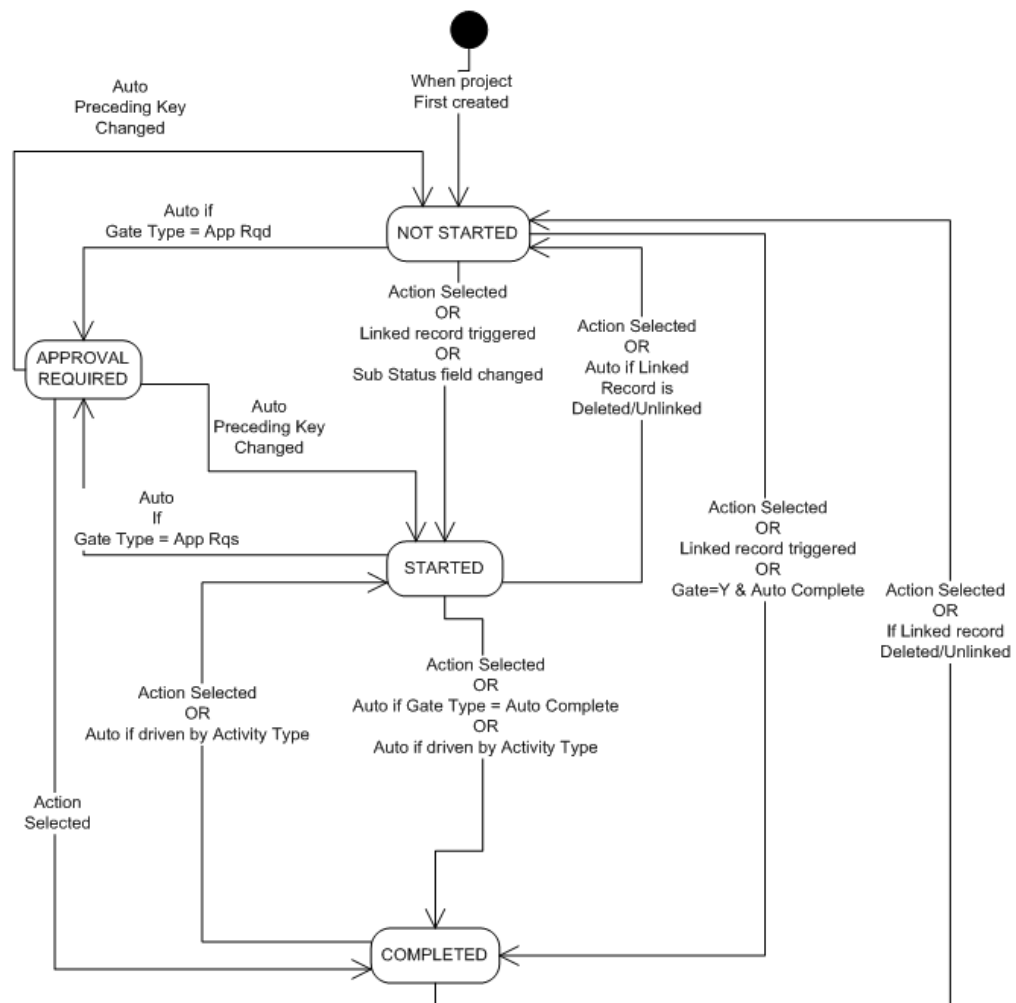 When project
First created
Auto
Preceding Key
Changed
Auto if
Gate Type = App Rqd
NOT STARTED
Action Selected
OR
Linked record triggered
OR
Sub Status field changed
Action Selected
OR
Auto if Linked
Record is
Deleted/Unlinked
APPROVAL
REQUIRED
Auto
Preceding Key
Changed
Auto
If
Gate Type = App Rqs
Action Selected
OR
Linked record triggered
OR
Gate=Y & Auto Complete
STARTED
Action Selected
OR
If Linked record
Deleted/Unlinked
Action Selected
OR
Auto if driven by Activity Type
Action Selected
OR
Auto if Gate Type = Auto Complete
OR
Auto if driven by Activity Type
Action
Selected
COMPLETED